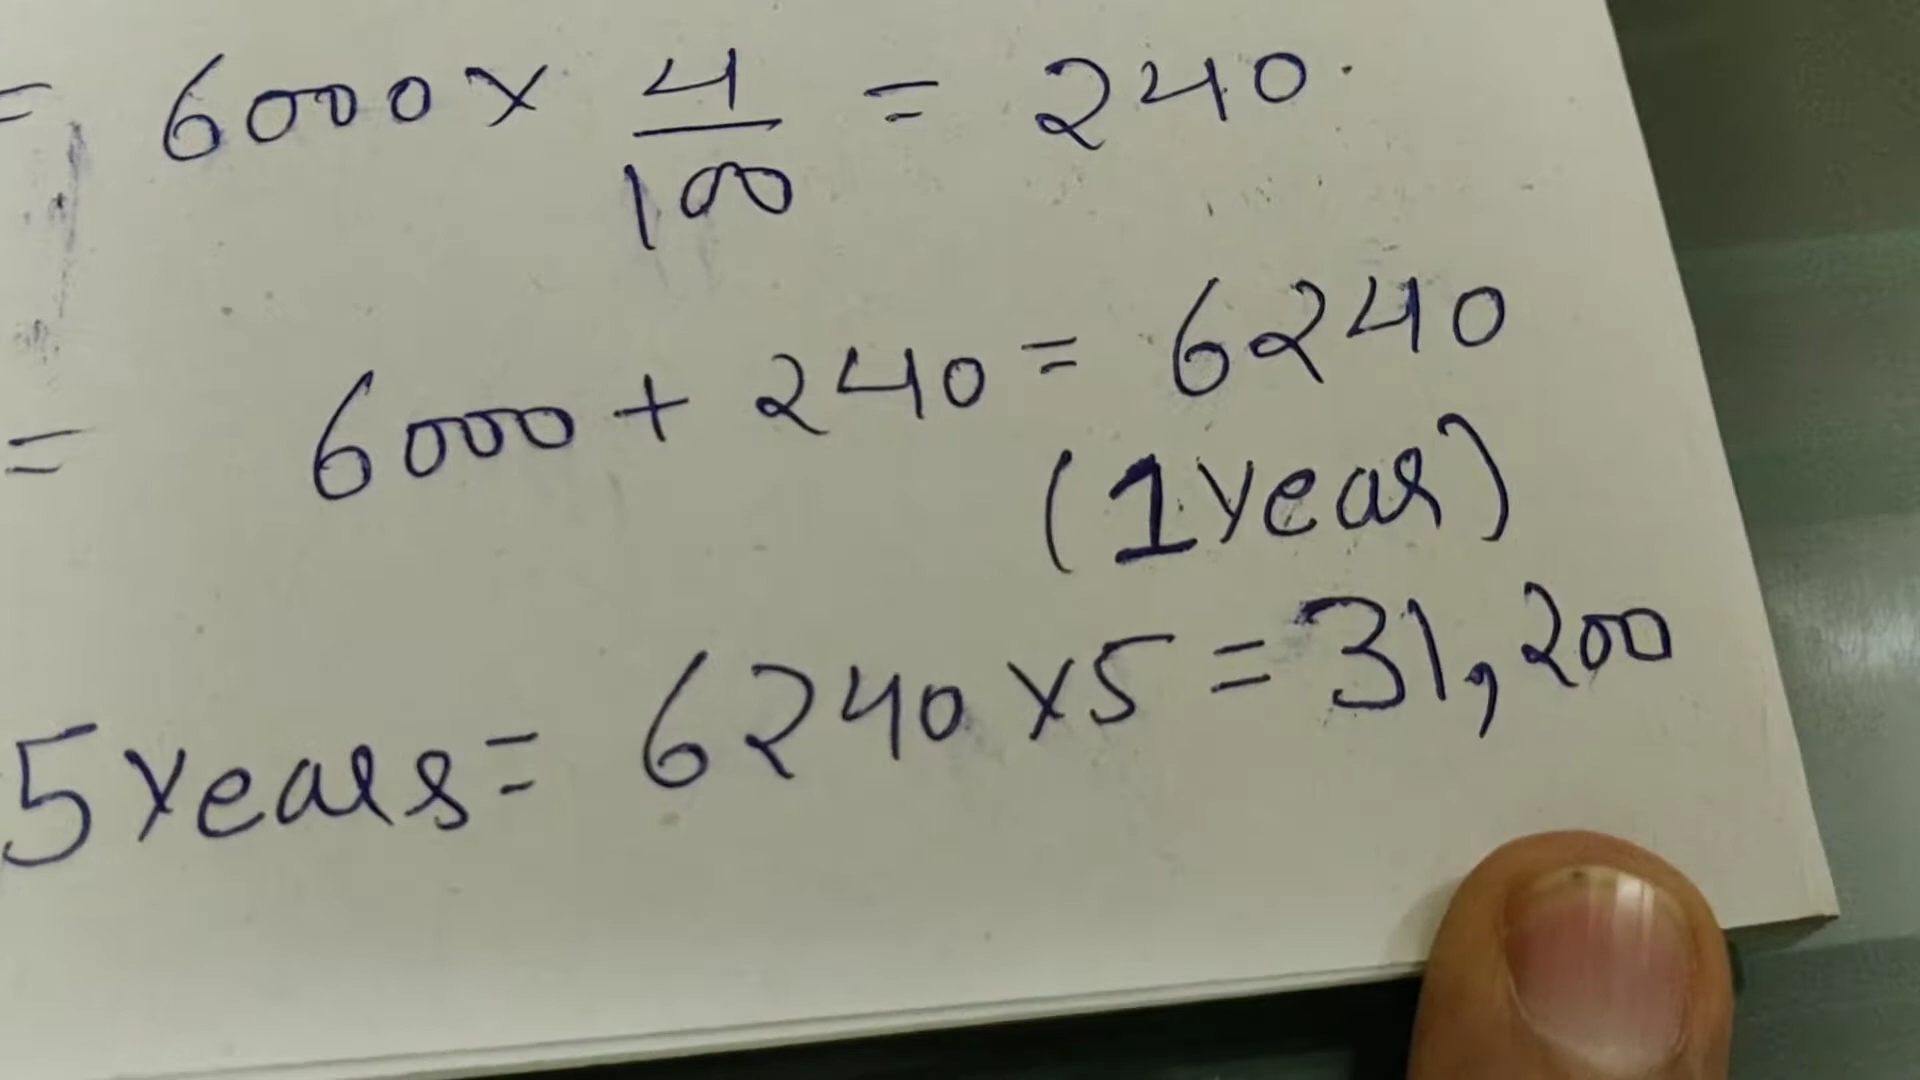 = 6000 × 4/100 = 240.
= 6000 + 240 = 6240
(1 Year)
5 Years = 6240 × 5 = 31,200